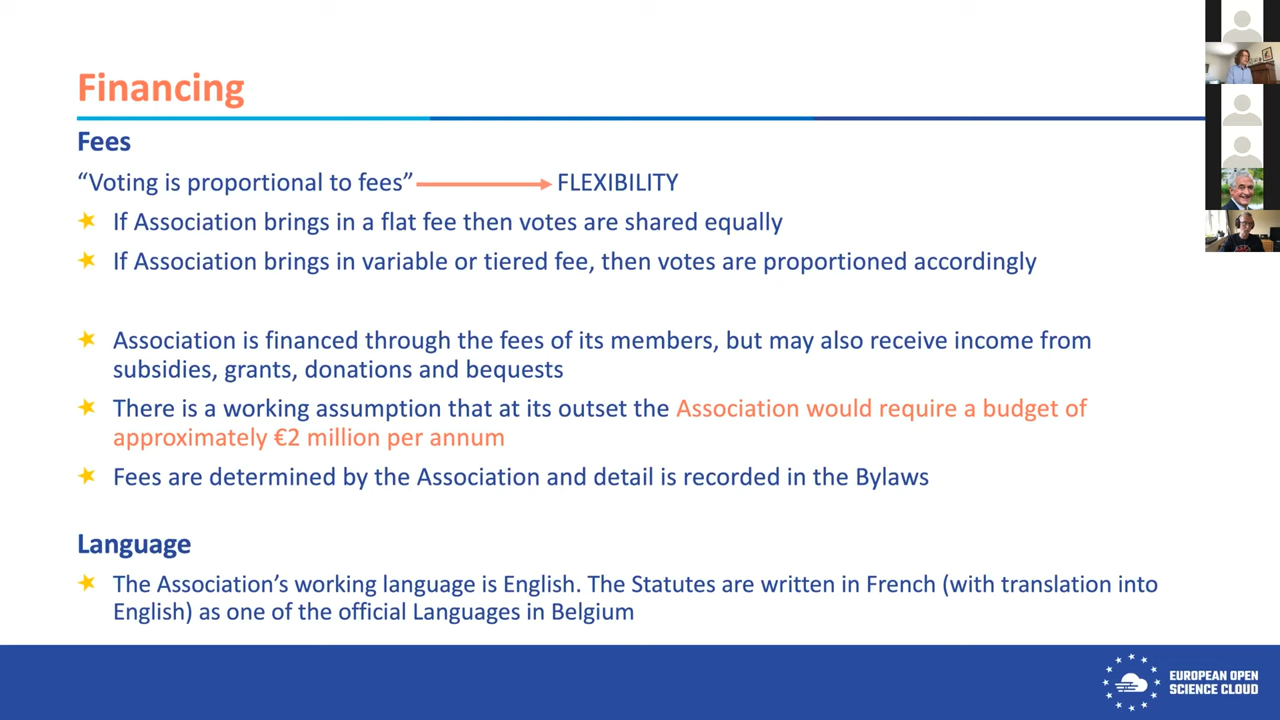 Financing
Fees
“Voting is proportional to fees” FLEXIBILITY
If Association brings in a flat fee then votes are shared equally
If Association brings in variable or tiered fee, then votes are proportioned accordingly
Association is financed through the fees of its members, but may also receive income from
subsidies, grants, donations and bequests
There is a working assumption that at its outset the Association would require a budget of
approximately €2 million per annum
Fees are determined by the Association and detail is recorded in the Bylaws
Language
The Association’s working language is English. The Statutes are written in French (with translation into
English) as one of the official Languages in Belgium
EUROPEAN OPEN
SCIENCE CLOUD